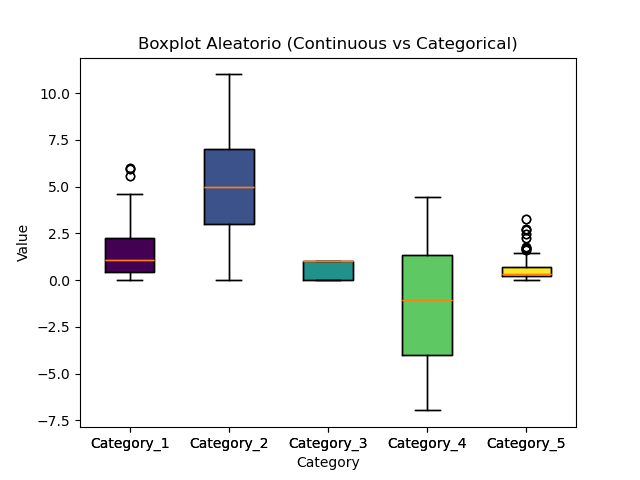 Boxplot Aleatorio (Continuous vs Categorical)
Value
10.0
7.5
5.0
2.5
0.0
−2.5
−5.0
−7.5
Category_1 Category_2 Category_3 Category_4 Category_5
Category